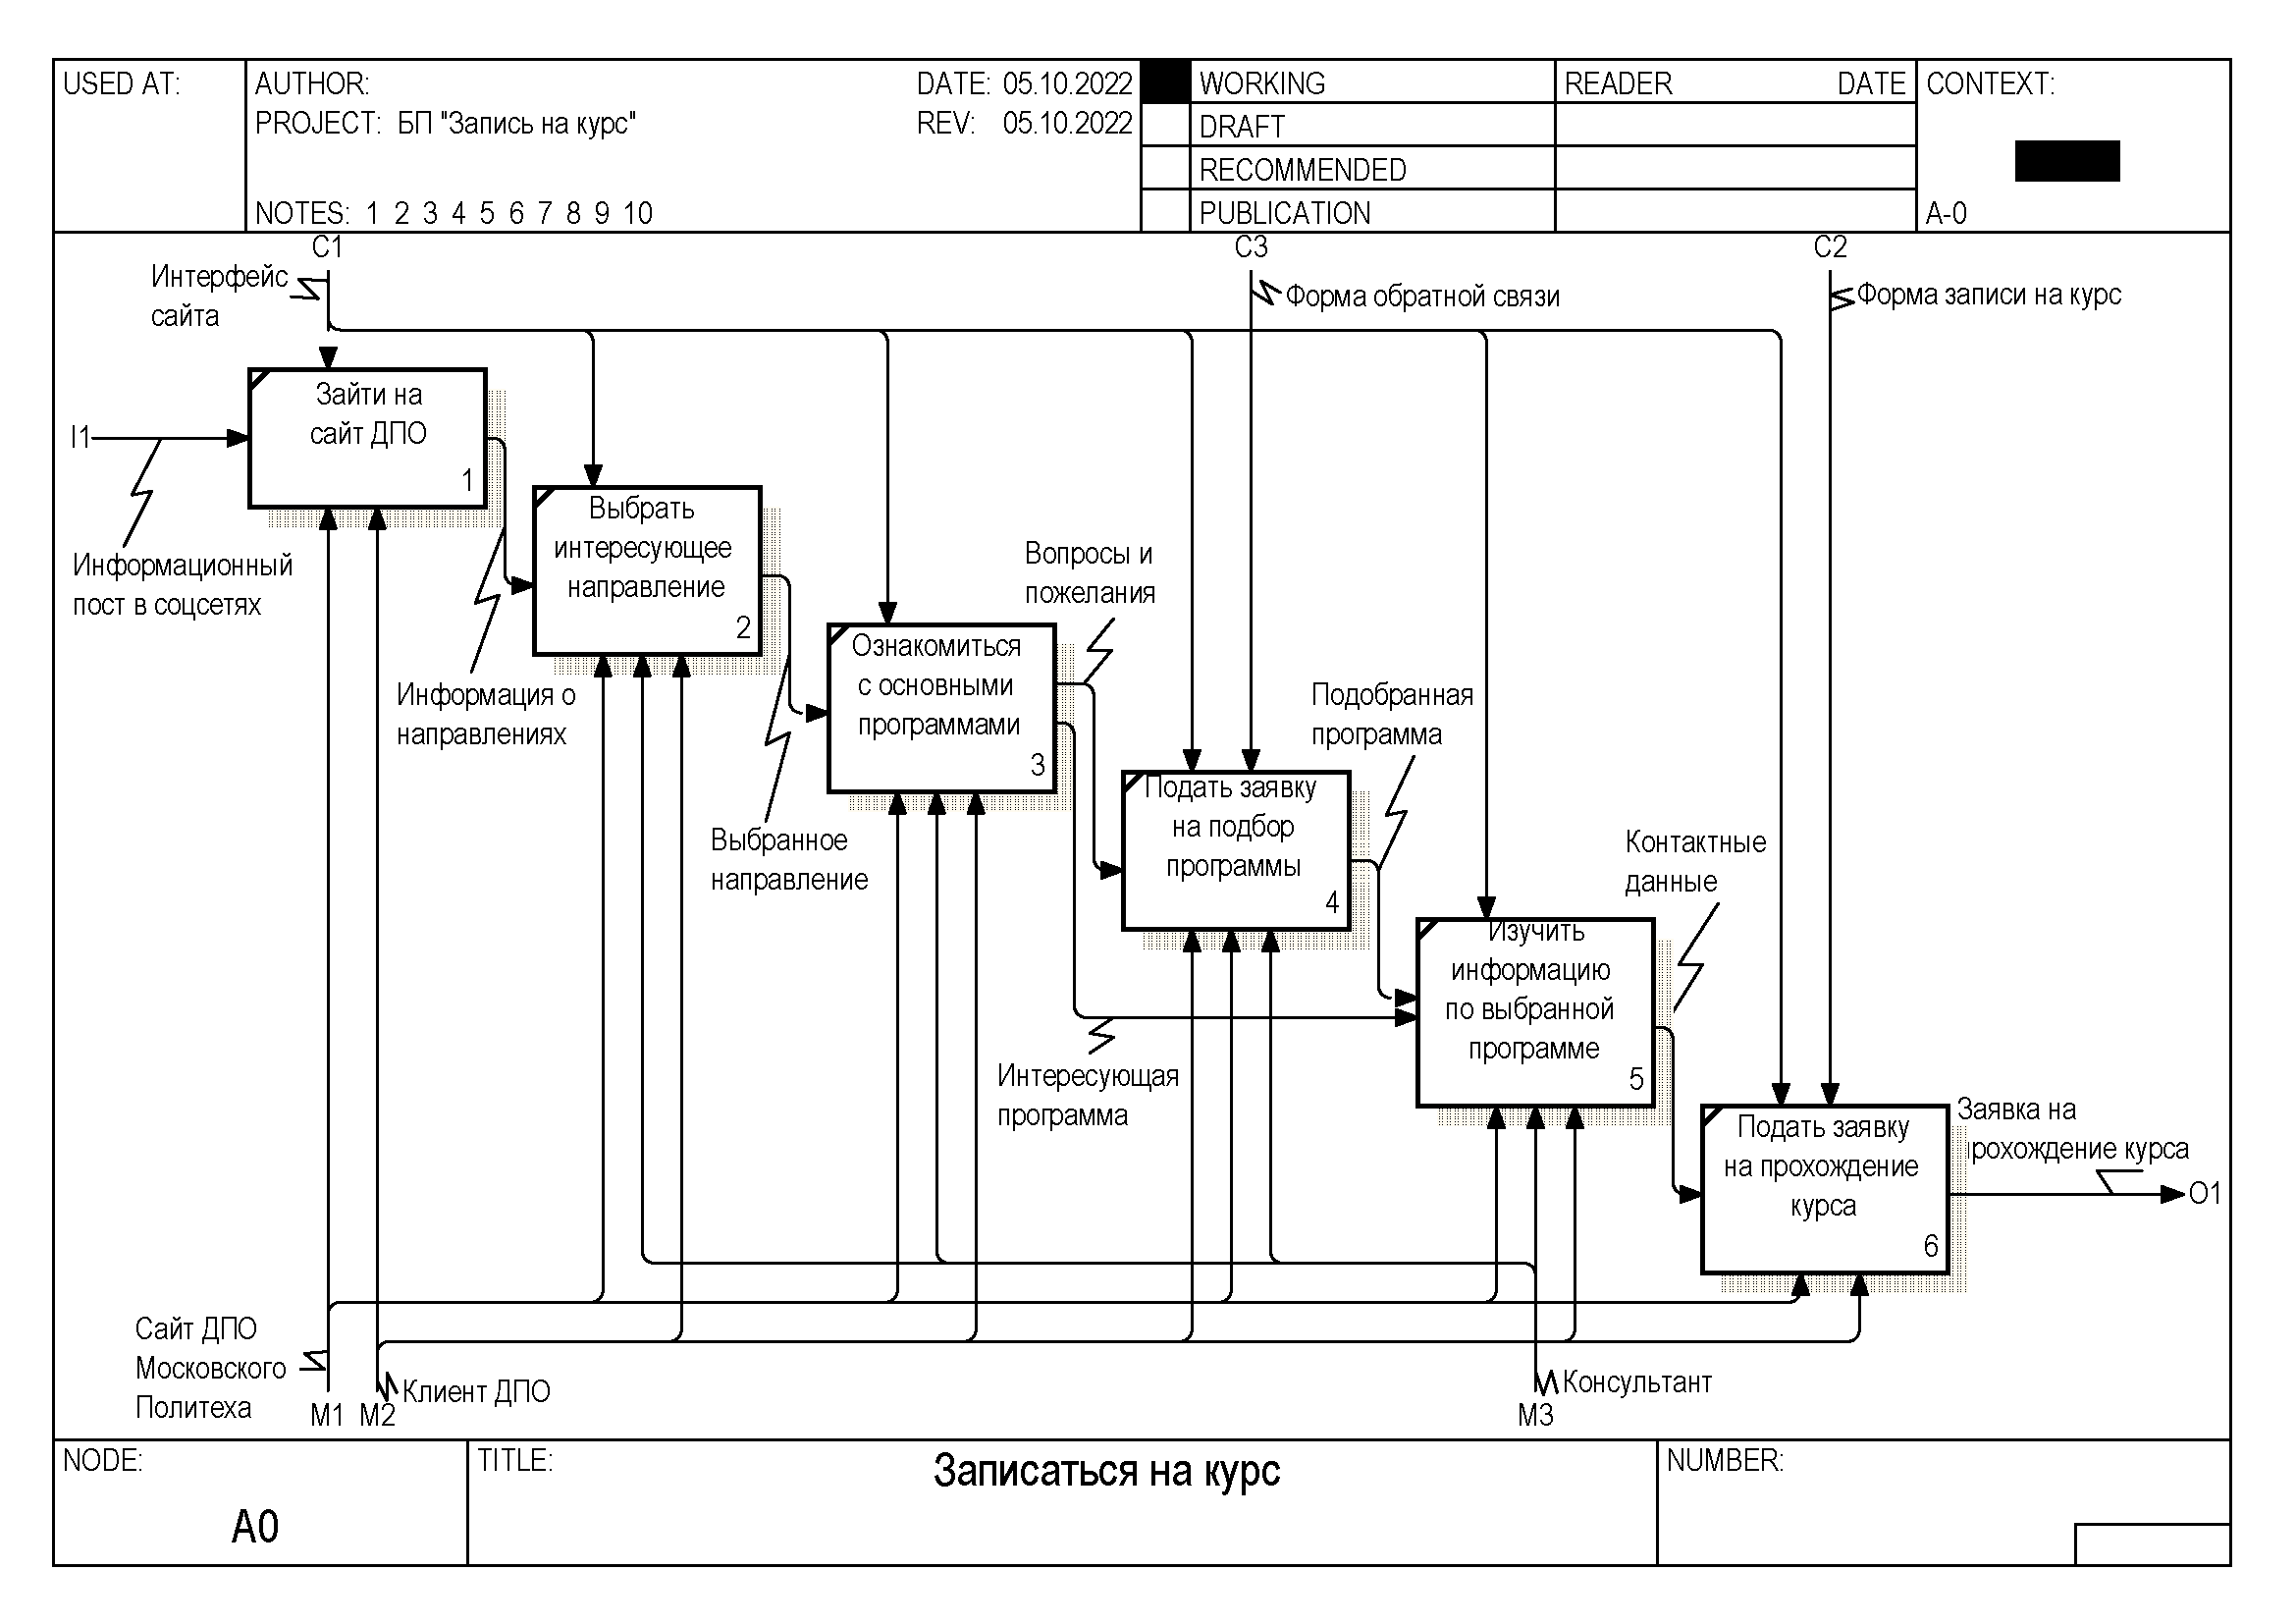 USED AT:
AUTHOR:
DATE: 05.10.2022
PROJECT: БП "Запись на курс"
REV: 05.10.2022
NOTES: 1 2 3 4 5 6 7 8 9 10
WORKING
DRAFT
RECOMMENDED
PUBLICATION
READER DATE
CONTEXT:
A-0
C1
C3
C2
Интерфейс
сайта
Форма обратной связи
Форма записи на курс
Зайти на
сайт ДПО
1
I1
Информационный
пост в соцсетях
Выбрать
интересующее
направление
2
Информация о
направлениях
Вопросы и
пожелания
Ознакомиться
с основными
программами
3
Выбранное
направление
Подобранная
программа
Подать заявку
на подбор
программы
4
Контактные
данные
Изучить
информацию
по выбранной
программе
5
Интересующая
программа
Подать заявку
на прохождение
курса
6
Заявка на
рохождение курса
O1
Сайт ДПО
Московского
Политеха
M1
M2
Клиент ДПО
Консультант
M3
NODE:
A0
TITLE:
Записаться на курс
NUMBER: